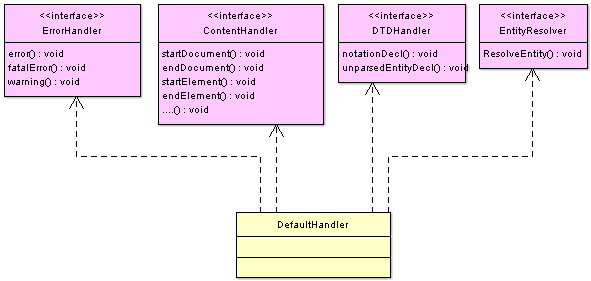 <<interface>>
ErrorHandler
error() : void
fatalError() : void
warning() : void
<<interface>>
ContentHandler
startDocument() : void
endDocument() : void
startElement() : void
endElement() : void
....() : void
<<interface>>
DTDHandler
notationDecl() : void
unparsedEntityDecl() : void
<<interface>>
EntityResolver
ResolveEntity() : void
DefaultHandler